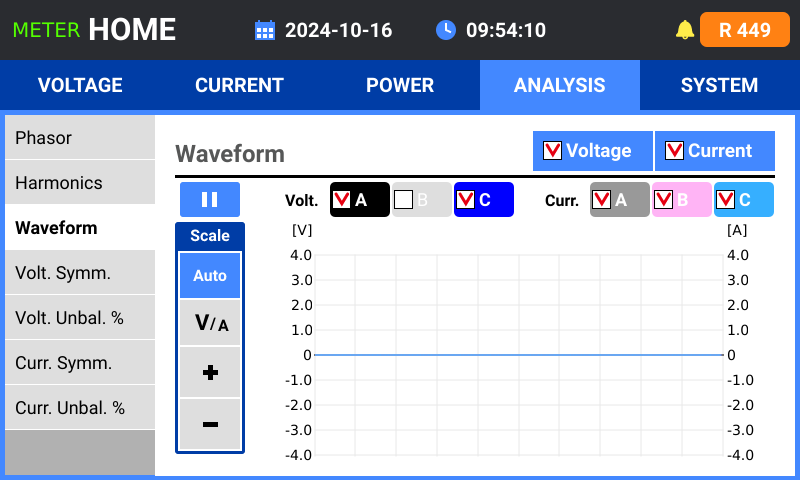 METER HOME 2024-10-16 09:54:10 R 449
VOLTAGE CURRENT POWER ANALYSIS SYSTEM
Phasor
Harmonics
Waveform
Volt. Symm.
Volt. Unbal. %
Curr. Symm.
Curr. Unbal. %
Waveform Voltage Current
Volt. A B C Curr. A B C
Scale
Auto
V/A
+
−
[V] [A]
4.0 4.0
3.0 3.0
2.0 2.0
1.0 1.0
0 0
-1.0 -1.0
-2.0 -2.0
-3.0 -3.0
-4.0 -4.0